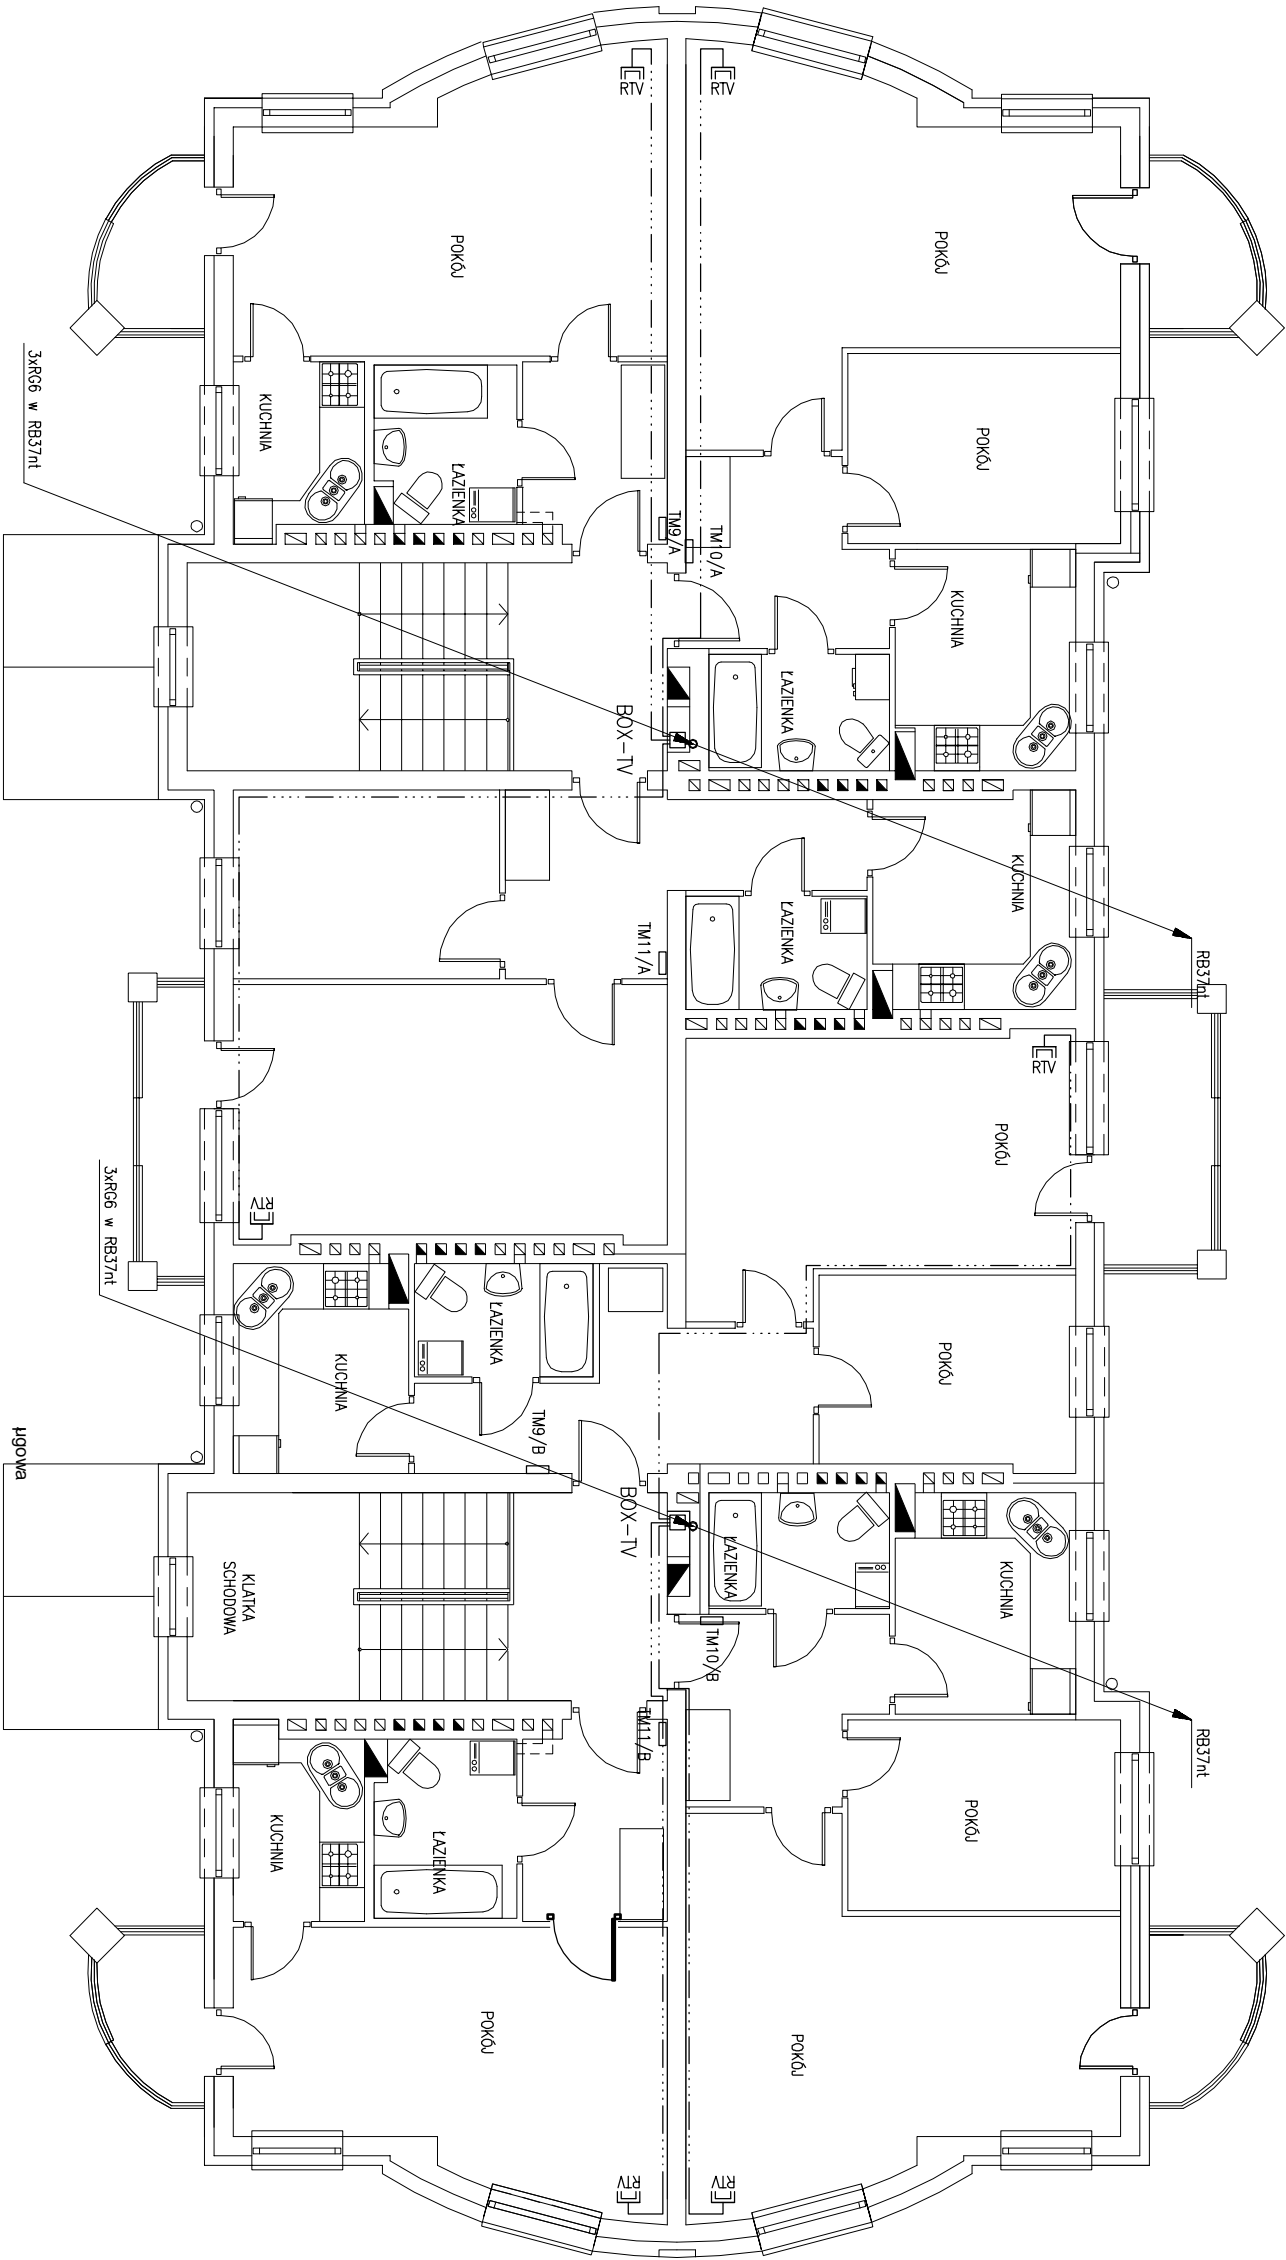 RTV
RTV
POKÓJ
POKÓJ
3xRG6 w RB37nt
KUCHNIA
POKÓJ
ŁAZIENKA
TM9/A
TM10/A
KUCHNIA
ŁAZIENKA
BOX-TV
KUCHNIA
ŁAZIENKA
TM11/A
RB37nt
RTV
POKÓJ
3xRG6 w RB37nt
RTV
ŁAZIENKA
KUCHNIA
POKÓJ
TM9/B
BOX-TV
ŁAZIENKA
KUCHNIA
µgowa
KLATKA
SCHODOWA
TM10/B
TM11/B
RB37nt
KUCHNIA
ŁAZIENKA
POKÓJ
POKÓJ
POKÓJ
RTV
RTV